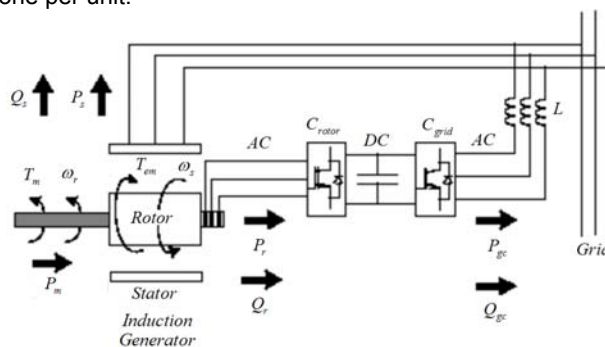 one per unit.
Q_s P_s
C_rotor C_grid L
AC DC AC
T_em ω_s
T_m ω_r
Rotor
P_m P_r P_gc Grid
Stator Q_r Q_gc
Induction
Generator